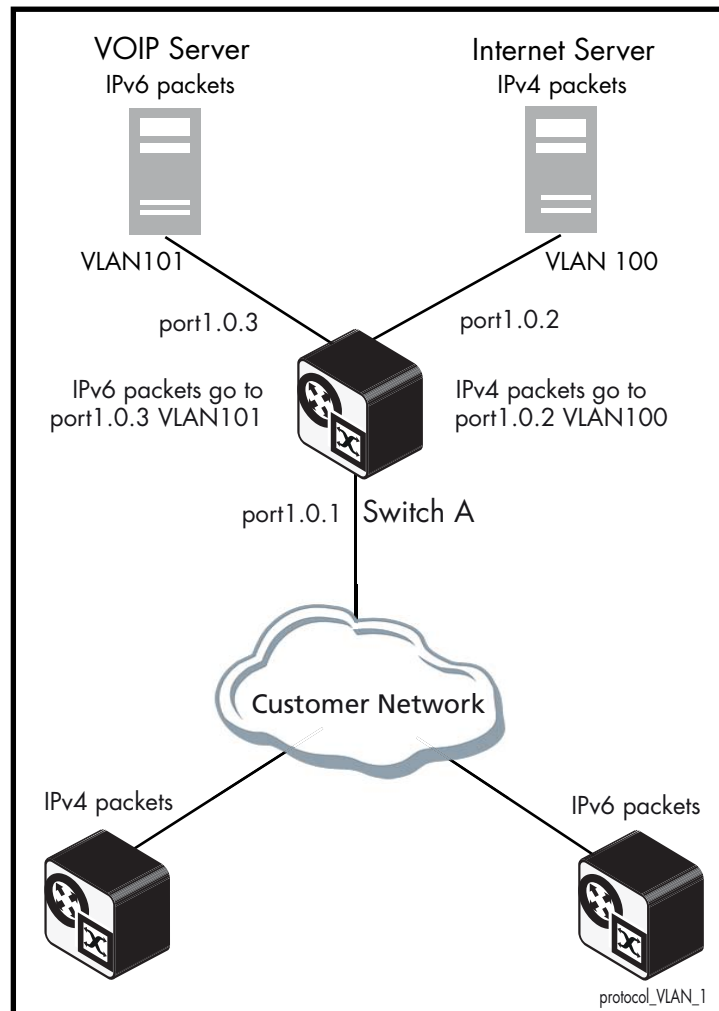 VOIP Server
IPv6 packets
Internet Server
IPv4 packets
VLAN101
VLAN 100
port1.0.3
port1.0.2
IPv6 packets go to
port1.0.3 VLAN101
IPv4 packets go to
port1.0.2 VLAN100
port1.0.1
Switch A
Customer Network
IPv4 packets
IPv6 packets
protocol_VLAN_1